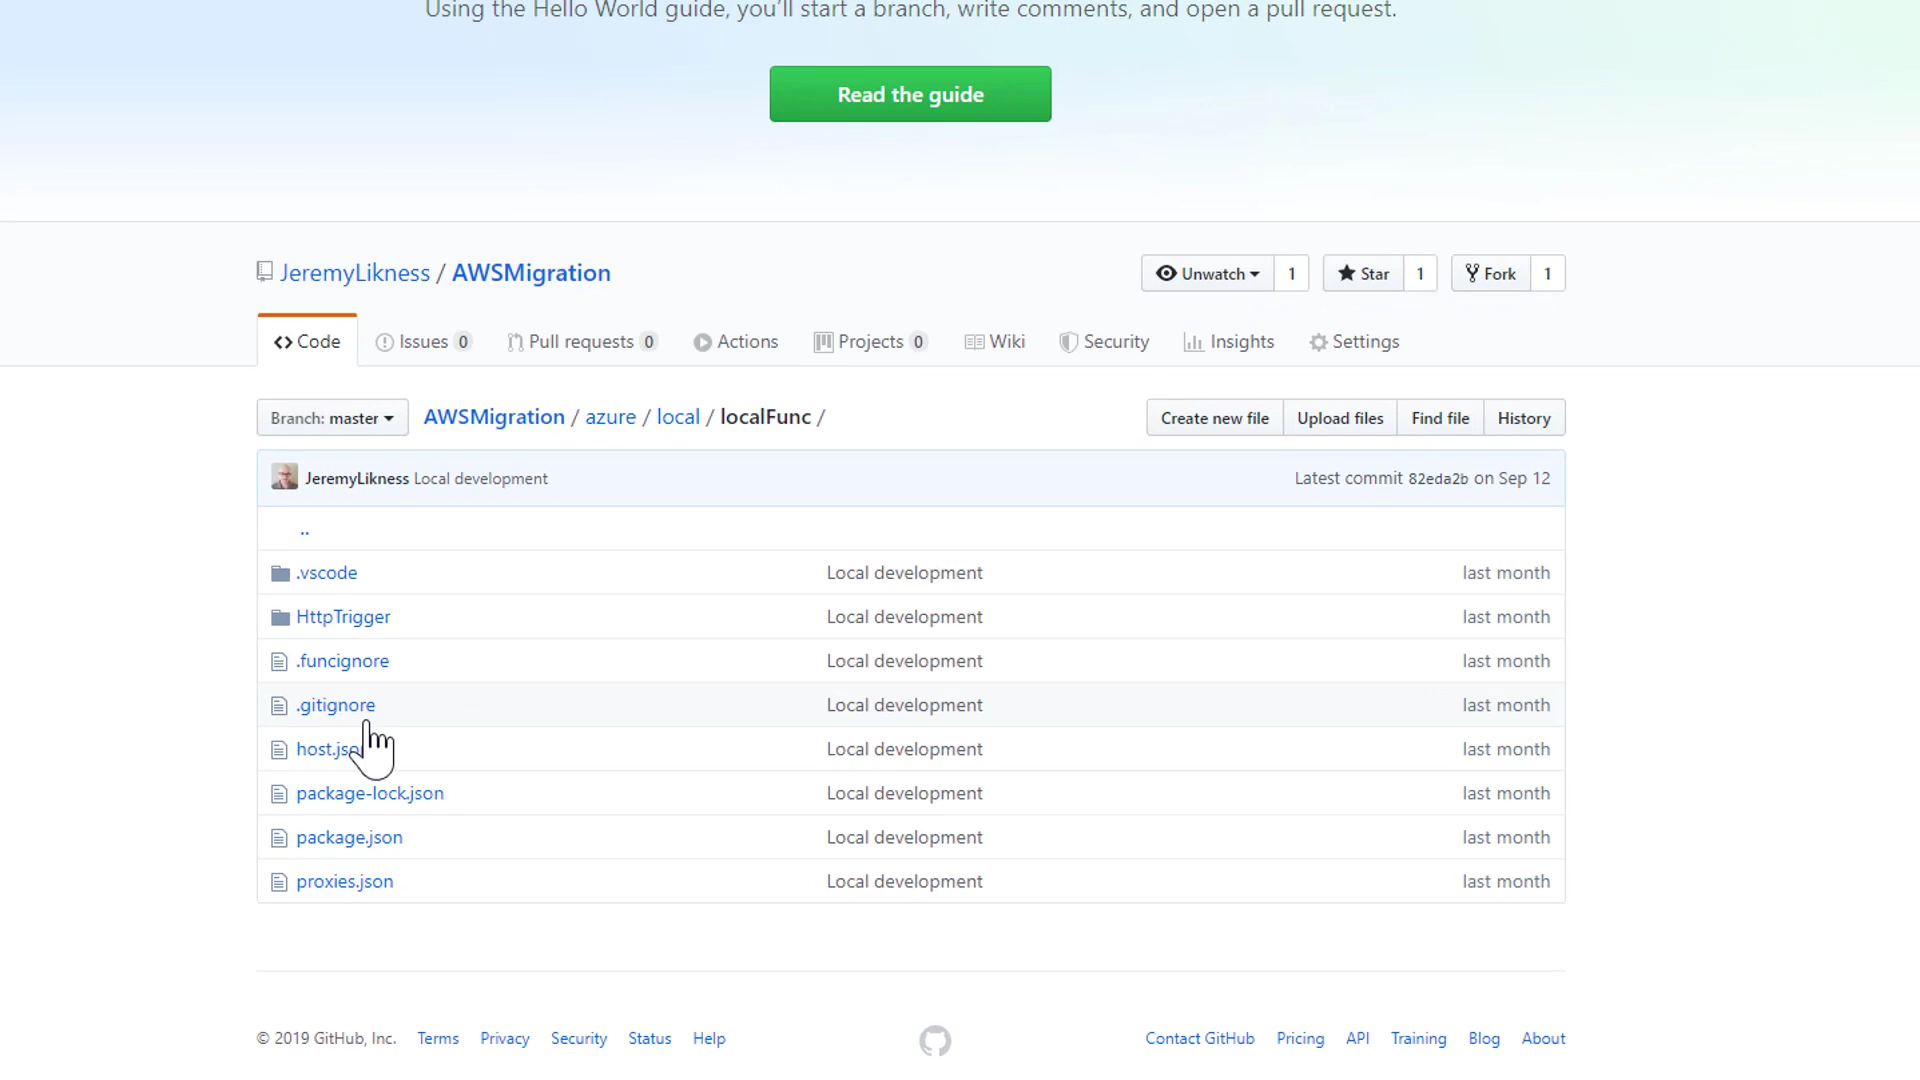 Using the Hello World guide, you'll start a branch, write comments, and open a pull request.
Read the guide
JeremyLikness / AWSMigration
Unwatch 1 Star 1 Fork 1
Code Issues 0 Pull requests 0 Actions Projects 0 Wiki Security Insights Settings
Branch: master AWSMigration / azure / local / localFunc / Create new file Upload files Find file History
JeremyLikness Local development Latest commit 82eda2b on Sep 12
..
.vscode Local development last month
HttpTrigger Local development last month
.funcignore Local development last month
.gitignore Local development last month
host.json Local development last month
package-lock.json Local development last month
package.json Local development last month
proxies.json Local development last month
© 2019 GitHub, Inc. Terms Privacy Security Status Help Contact GitHub Pricing API Training Blog About